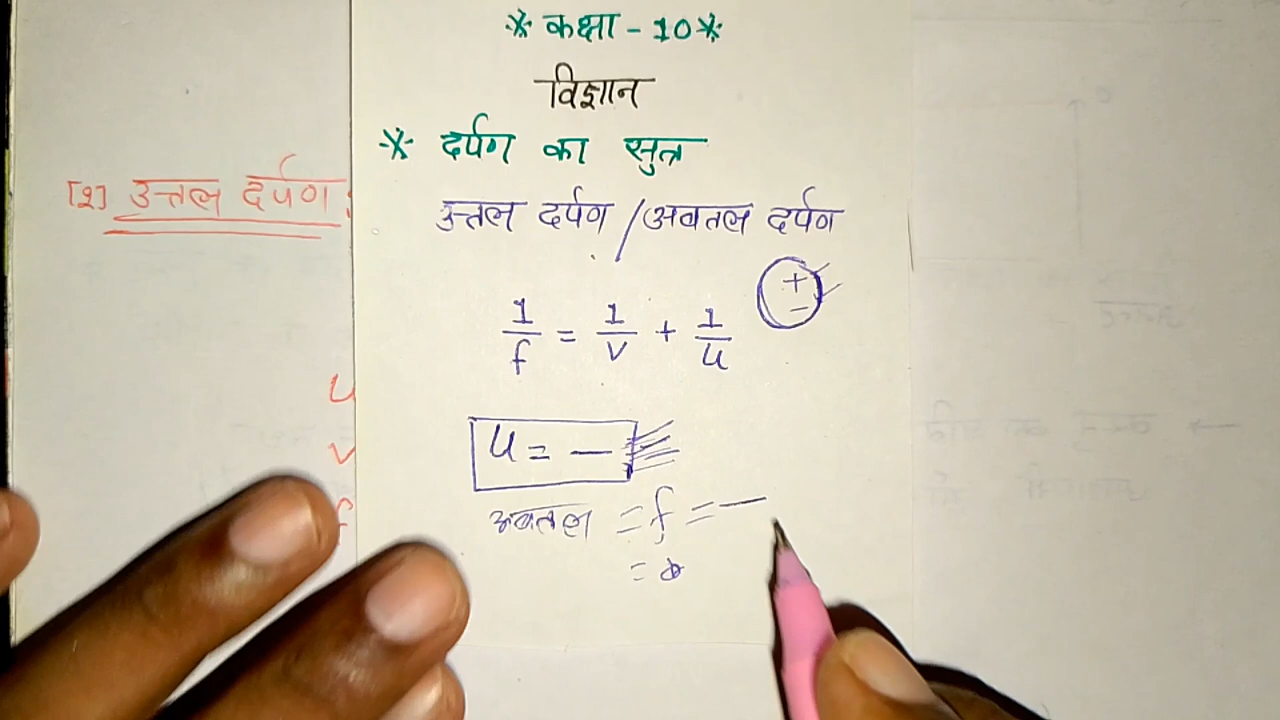 * कक्षा - 10 *
विज्ञान
* दर्पण का सुत्र
[2] उत्तल दर्पण :
उत्तल दर्पण / अवतल दर्पण
+
-
1/f = 1/v + 1/u
u
u = -
v
अवतल = f = -
f
=